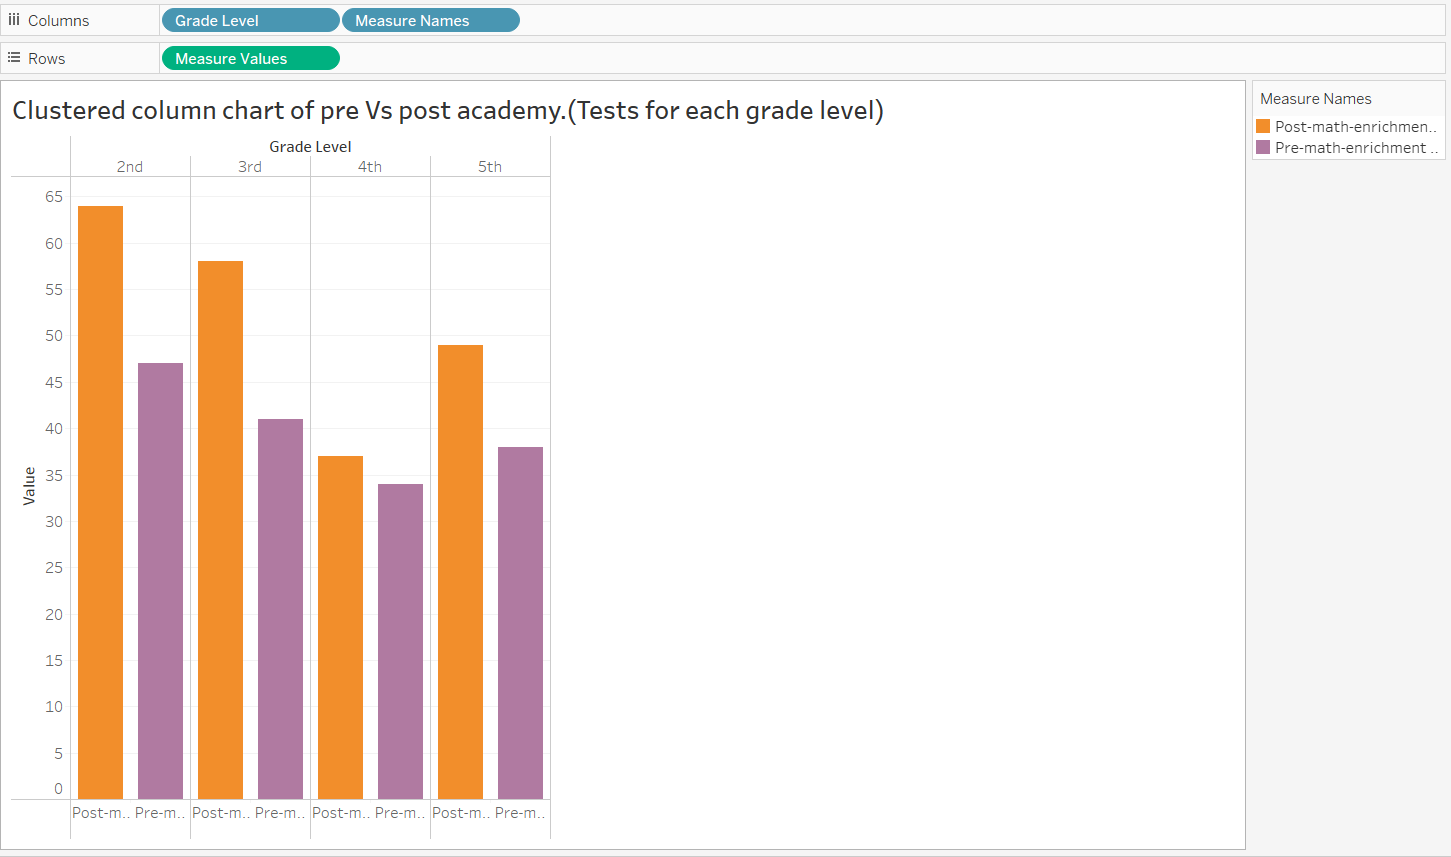 Columns
Grade Level
Measure Names
Rows
Measure Values
Clustered column chart of pre Vs post academy.(Tests for each grade level)
Measure Names
Post-math-enrichmen..
Pre-math-enrichment ..
Grade Level
2nd 3rd 4th 5th
65
60
55
50
45
40
35
30
25
20
15
10
5
0
Value
Post-m.. Pre-m.. Post-m.. Pre-m.. Post-m.. Pre-m.. Post-m.. Pre-m..